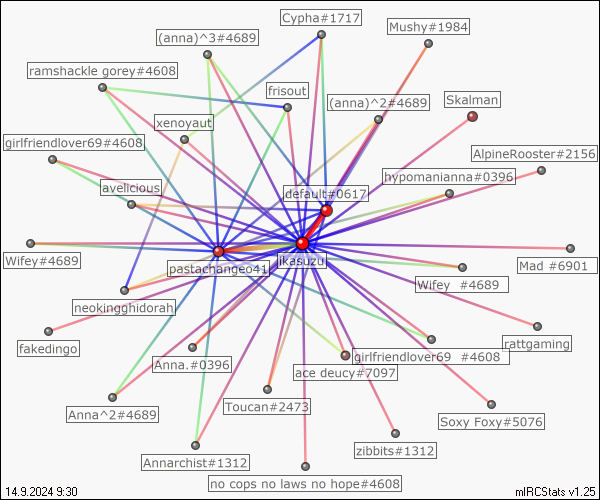 Cypha#1717
Mushy#1984
(anna)^3#4689
ramshackle gorey#4608
frisout
(anna)^2#4689
Skalman
xenoyaut
girlfriendlover69#4608
AlpineRooster#2156
hypomanianna#0396
avelicious
default#0617
Wifey#4689
pastachangeo41
ikasuzu
Mad #6901
Wifey #4689
neokingghidorah
fakedingo
rattgaming
Anna.#0396
girlfriendlover69 #4608
ace deucy#7097
Anna^2#4689
Toucan#2473
Soxy Foxy#5076
zibbits#1312
Annarchist#1312
no cops no laws no hope#4608
14.9.2024 9:30
mIRCStats v1.25